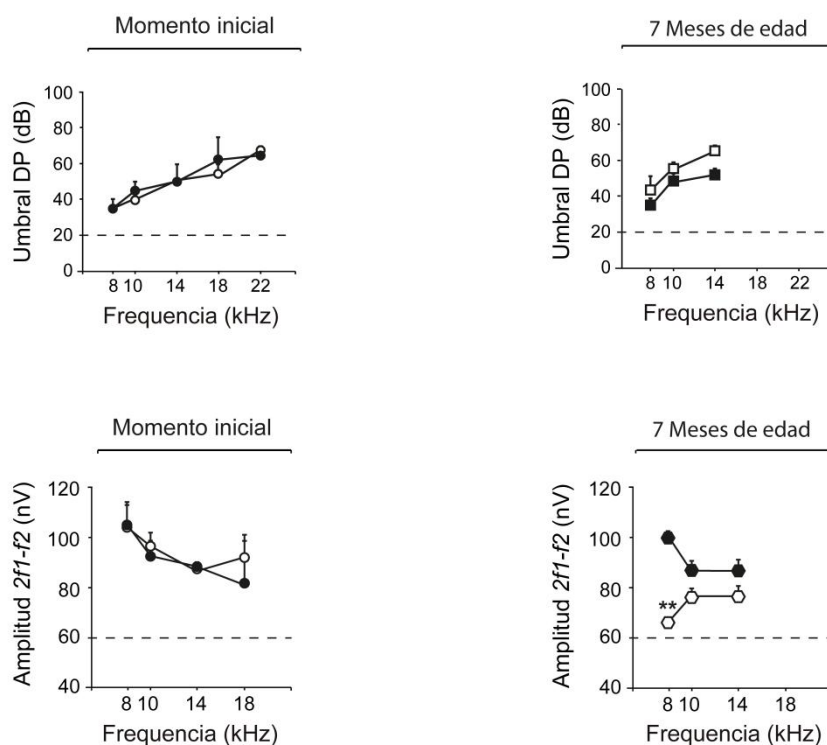 Momento inicial
Umbral DP (dB)
100
80
60
40
20
0
8 10 14 18 22
Frequencia (kHz)
7 Meses de edad
Umbral DP (dB)
100
80
60
40
20
0
8 10 14 18 22
Frequencia (kHz)
Momento inicial
Amplitud 2f1-f2 (nV)
120
100
80
60
40
8 10 14 18
Frequencia (kHz)
7 Meses de edad
Amplitud 2f1-f2 (nV)
120
100
80
60
40
**
8 10 14 18
Frequencia (kHz)